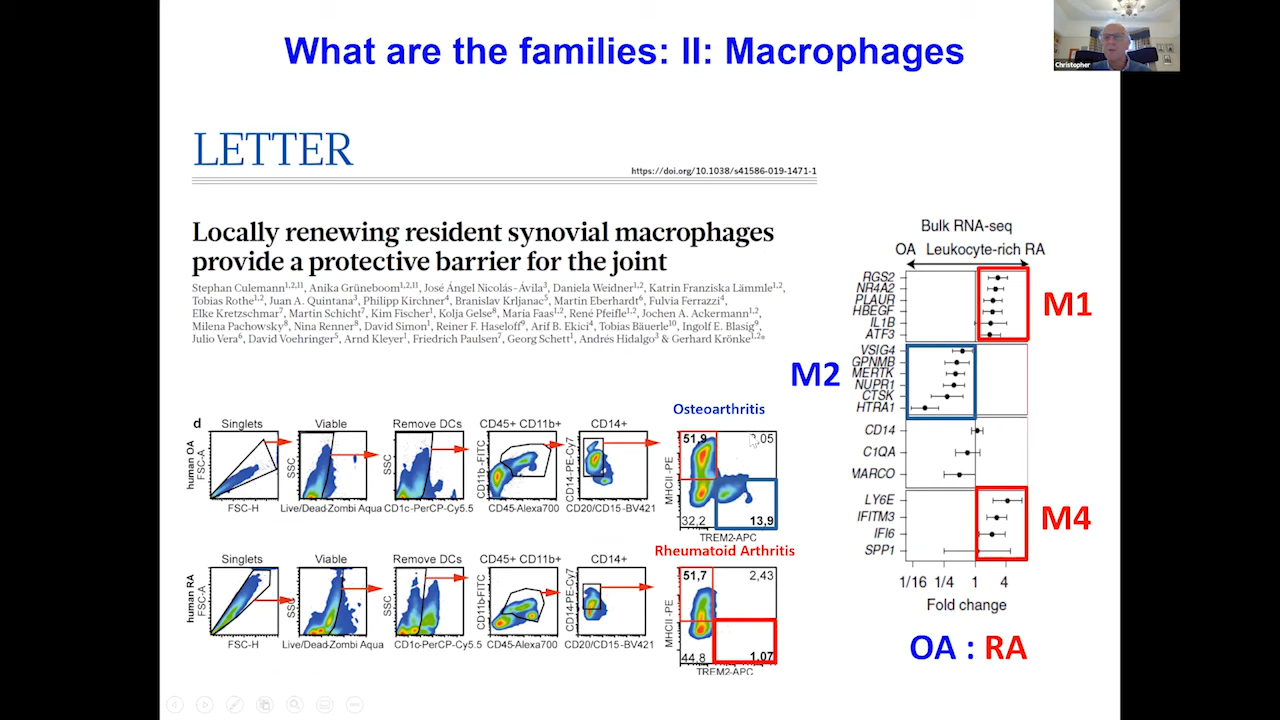 What are the families: II: Macrophages
Christopher
LETTER
https://doi.org/10.1038/s41586-019-1471-1
Locally renewing resident synovial macrophages
provide a protective barrier for the joint
Stephan Culemann1,2,11, Anika Grüneboom1,2,11, José Ángel Nicolás-Ávila3, Daniela Weidner1,2, Katrin Franziska Lämmle1,2,
Tobias Rothe1,2, Juan A. Quintana3, Philipp Kirchner4, Branislav Krljanac5, Martin Eberhardt6, Fulvia Ferrazzi4,
Elke Kretzschmar7, Martin Schicht7, Kim Fischer1, Kolja Gelse8, Maria Faas1,2, René Pfeifle1,2, Jochen A. Ackermann1,2,
Milena Pachowsky8, Nina Renner8, David Simon1, Reiner F. Haseloff9, Arif B. Ekici4, Tobias Bäuerle10, Ingolf E. Blasig9,
Julio Vera6, David Voehringer5, Arnd Kleyer1, Friedrich Paulsen7, Georg Schett1, Andrés Hidalgo3 & Gerhard Krönke1,2*
d
Singlets
Viable
Remove DCs
CD45+ CD11b+
CD14+
Osteoarthritis
human OA
FSC-A
SSC
SSC
CD11b-FITC
CD14-PE-Cy7
MHCII -PE
51,9
3,05
32,2
13,9
FSC-H
Live/Dead-Zombi Aqua
CD1c-PerCP-Cy5.5
CD45-Alexa700
CD20/CD15-BV421
TREM2-APC
Singlets
Viable
Remove DCs
CD45+ CD11b+
CD14+
Rheumatoid Arthritis
human RA
FSC-A
SSC
SSC
CD11b-FITC
CD14-PE-Cy7
MHCII -PE
51,7
2,43
44,8
1,07
FSC-H
Live/Dead-Zombi Aqua
CD1c-PerCP-Cy5.5
CD45-Alexa700
CD20/CD15-BV421
TREM2-APC
Bulk RNA-seq
OA Leukocyte-rich RA
RGS2
NR4A2
PLAUR
HBEGF
IL1B
ATF3
M1
VSIG4
GPNMB
MERTK
NUPR1
CTSK
HTRA1
M2
CD14
C1QA
MARCO
LY6E
IFITM3
IFI6
SPP1
M4
1/16 1/4 1 4
Fold change
OA : RA